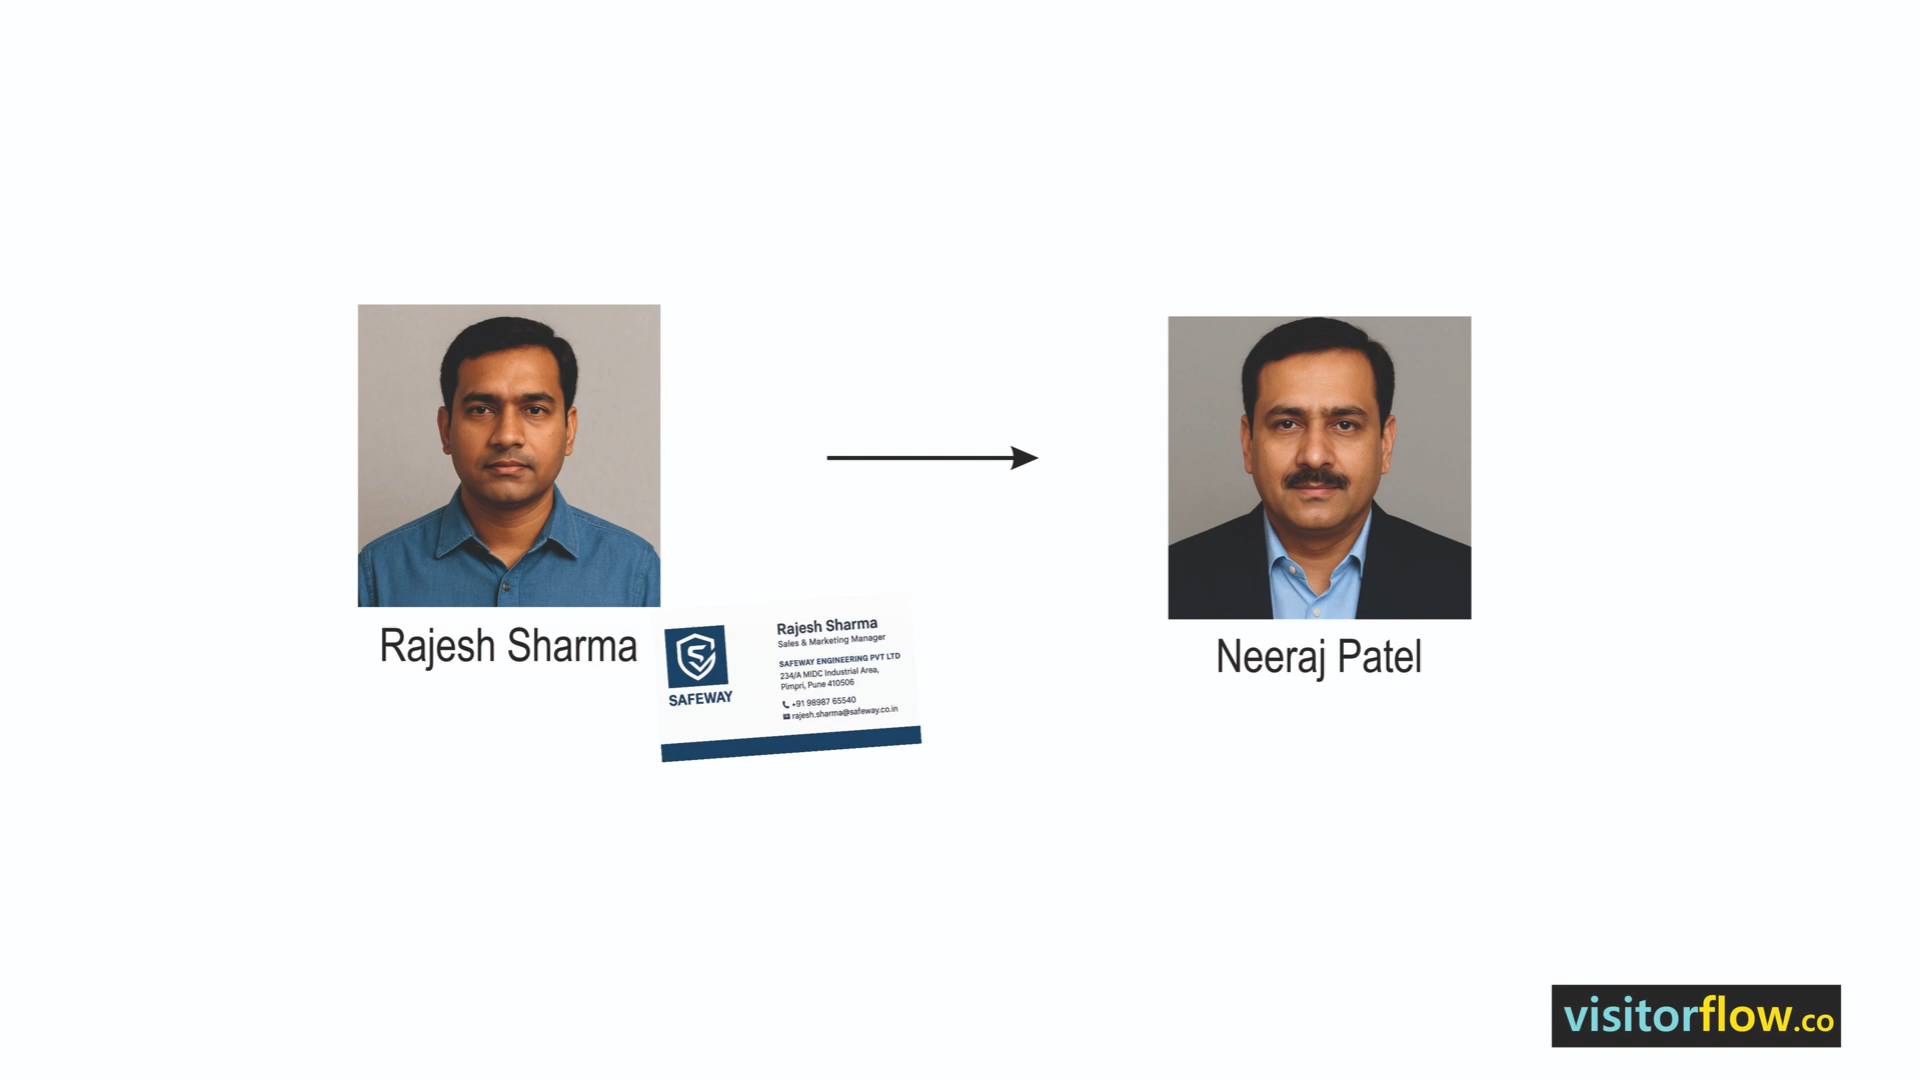 Rajesh Sharma
SAFEWAY
Rajesh Sharma
Sales & Marketing Manager
SAFEWAY ENGINEERING PVT LTD
234/A MIDC Industrial Area,
Pimpri, Pune 410506
+91 98987 65540
rajesh.sharma@safeway.co.in
Neeraj Patel
visitorflow.co